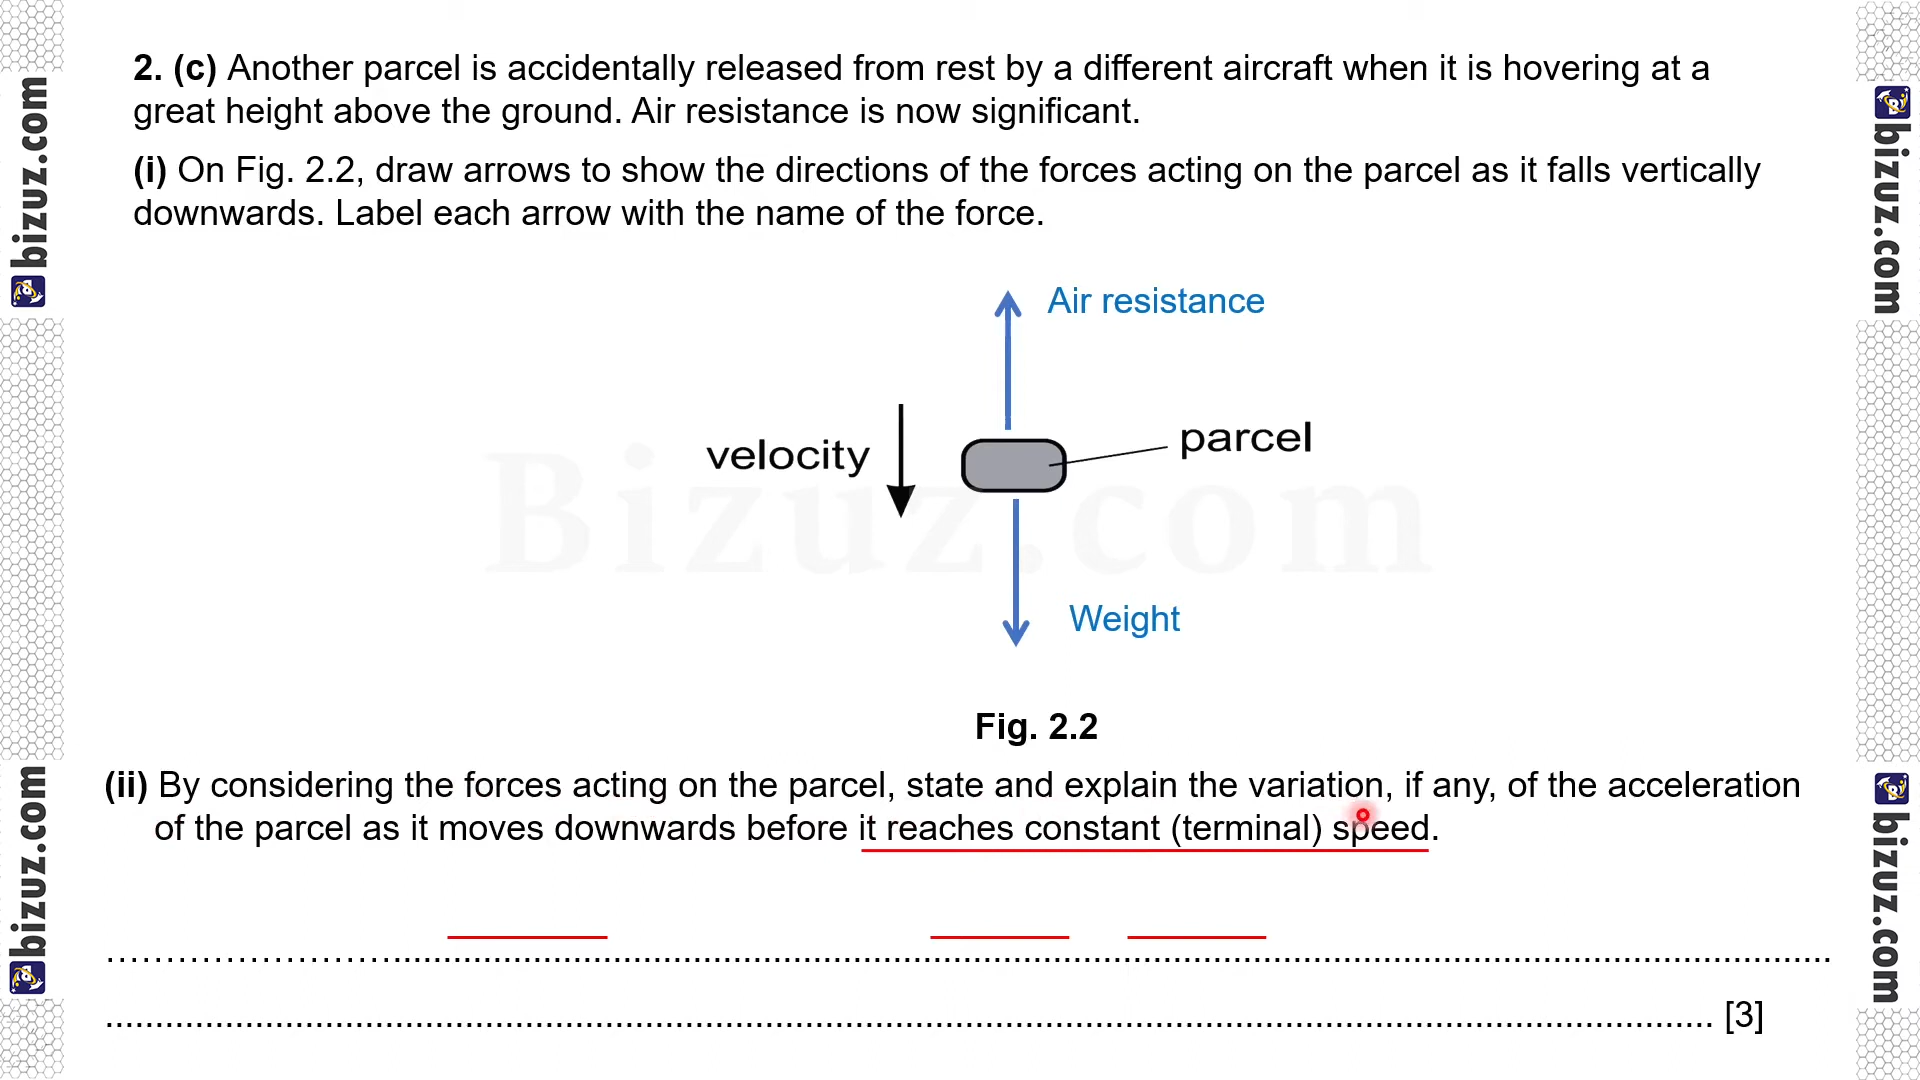 2. (c) Another parcel is accidentally released from rest by a different aircraft when it is hovering at a
great height above the ground. Air resistance is now significant.
(i) On Fig. 2.2, draw arrows to show the directions of the forces acting on the parcel as it falls vertically
downwards. Label each arrow with the name of the force.
Air resistance
parcel
velocity
Weight
Fig. 2.2
(ii) By considering the forces acting on the parcel, state and explain the variation, if any, of the acceleration
of the parcel as it moves downwards before it reaches constant (terminal) speed.
[3]
Bizuz.com
bizuz.com
bizuz.com
bizuz.com
bizuz.com